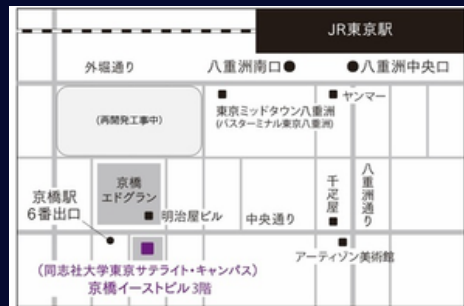 JR東京駅
外堀通り
八重洲南口●
●八重洲中央口
(再開発工事中)
東京ミッドタウン八重洲
(バスターミナル東京八重洲)
ヤンマー
京橋
エドグラン
京橋駅
6番出口
明治屋ビル
中央通り
千疋屋
八重洲通り
アーティゾン美術館
(同志社大学東京サテライト・キャンパス)
京橋イーストビル 3階